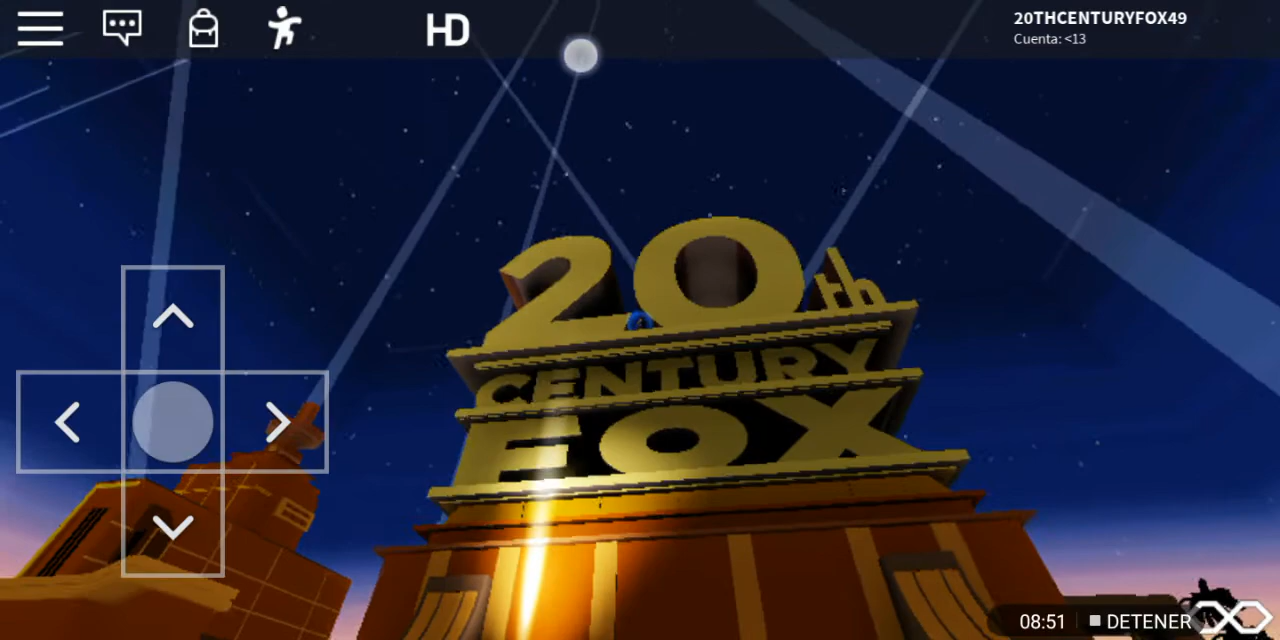 HD
20THCENTURYFOX49
Cuenta: <13
20th
CENTURY
FOX
08:51 DETENER